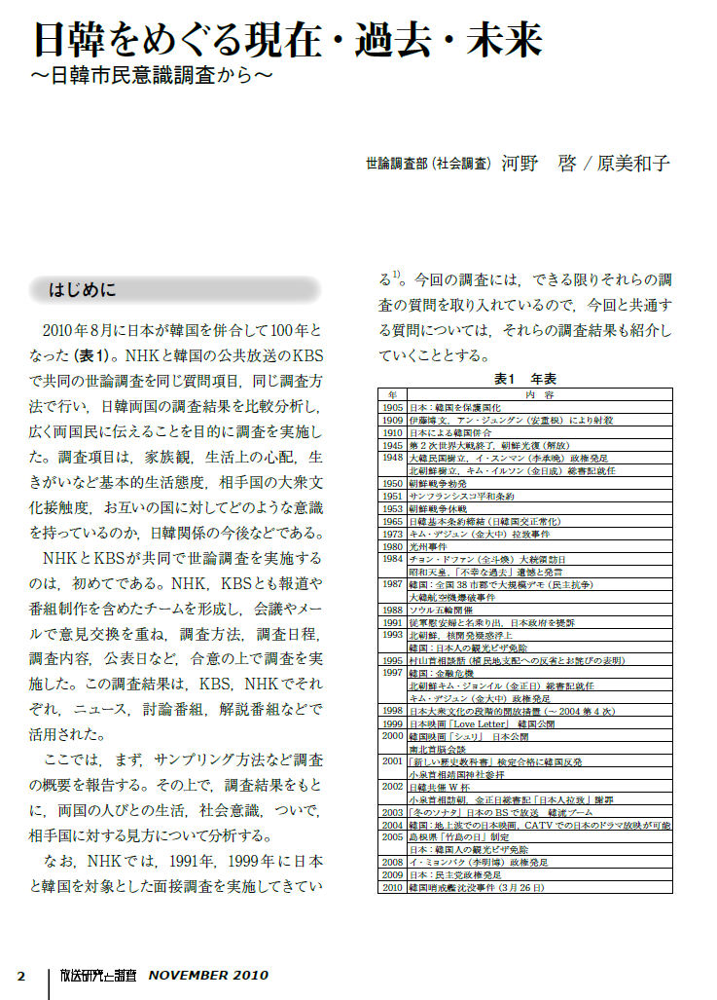 日韓をめぐる現在・過去・未来
～日韓市民意識調査から～
世論調査部（社会調査） 河野　啓 / 原美和子
はじめに
2010年8月に日本が韓国を併合して100年と
なった（表1）。NHKと韓国の公共放送のKBS
で共同の世論調査を同じ質問項目，同じ調査方
法で行い，日韓両国の調査結果を比較分析し，
広く両国民に伝えることを目的に調査を実施し
た。調査項目は，家族観，生活上の心配，生
きがいなど基本的生活態度，相手国の大衆文
化接触度，お互いの国に対してどのような意識
を持っているのか，日韓関係の今後などである。
NHKとKBSが共同で世論調査を実施する
のは，初めてである。NHK，KBSとも報道や
番組制作を含めたチームを形成し，会議やメー
ルで意見交換を重ね，調査方法，調査日程，
調査内容，公表日など，合意の上で調査を実
施した。この調査結果は，KBS，NHKでそれ
ぞれ，ニュース，討論番組，解説番組などで
活用された。
ここでは，まず，サンプリング方法など調査
の概要を報告する。その上で，調査結果をもと
に，両国の人びとの生活，社会意識，ついで，
相手国に対する見方について分析する。
なお，NHKでは，1991年，1999年に日本
と韓国を対象とした面接調査を実施してきてい
る1)。今回の調査には，できる限りそれらの調
査の質問を取り入れているので，今回と共通す
る質問については，それらの調査結果も紹介し
ていくこととする。
表1　年表
年 内　容
1905 日本：韓国を保護国化
1909 伊藤博文，アン・ジュングン（安重根）により射殺
1910 日本による韓国併合
1945 第2次世界大戦終了，朝鮮光復（解放）
1948 大韓民国樹立，イ・スンマン（李承晩）政権発足
北朝鮮樹立，キム・イルソン（金日成）総書記就任
1950 朝鮮戦争勃発
1951 サンフランシスコ平和条約
1953 朝鮮戦争休戦
1965 日韓基本条約締結（日韓国交正常化）
1973 キム・デジュン（金大中）拉致事件
1980 光州事件
1984 チョン・ドファン（全斗煥）大統領訪日
昭和天皇，「不幸な過去」遺憾と発言
1987 韓国：全国38市郡で大規模デモ（民主抗争）
大韓航空機爆破事件
1988 ソウル五輪開催
1991 従軍慰安婦と名乗り出，日本政府を提訴
1993 北朝鮮，核開発疑惑浮上
韓国：日本人の観光ビザ免除
1995 村山首相談話（植民地支配への反省とお詫びの表明）
1997 韓国：金融危機
北朝鮮キム・ジョンイル（金正日）総書記就任
キム・デジュン（金大中）政権発足
1998 日本大衆文化の段階的開放措置（～2004第4次）
1999 日本映画「Love Letter」 韓国公開
2000 韓国映画「シュリ」 日本公開
南北首脳会談
2001 「新しい歴史教科書」検定合格に韓国反発
小泉首相靖国神社参拝
2002 日韓共催W杯
小泉首相訪朝，金正日総書記「日本人拉致」謝罪
2003 「冬のソナタ」日本のBSで放送　韓流ブーム
2004 韓国：地上波での日本映画，CATVでの日本のドラマ放映が可能
2005 島根県「竹島の日」制定
日本：韓国人の観光ビザ免除
2008 イ・ミョンバク（李明博）政権発足
2009 日本：民主党政権発足
2010 韓国哨戒艦沈没事件（3月26日）
2 放送研究と調査 NOVEMBER 2010